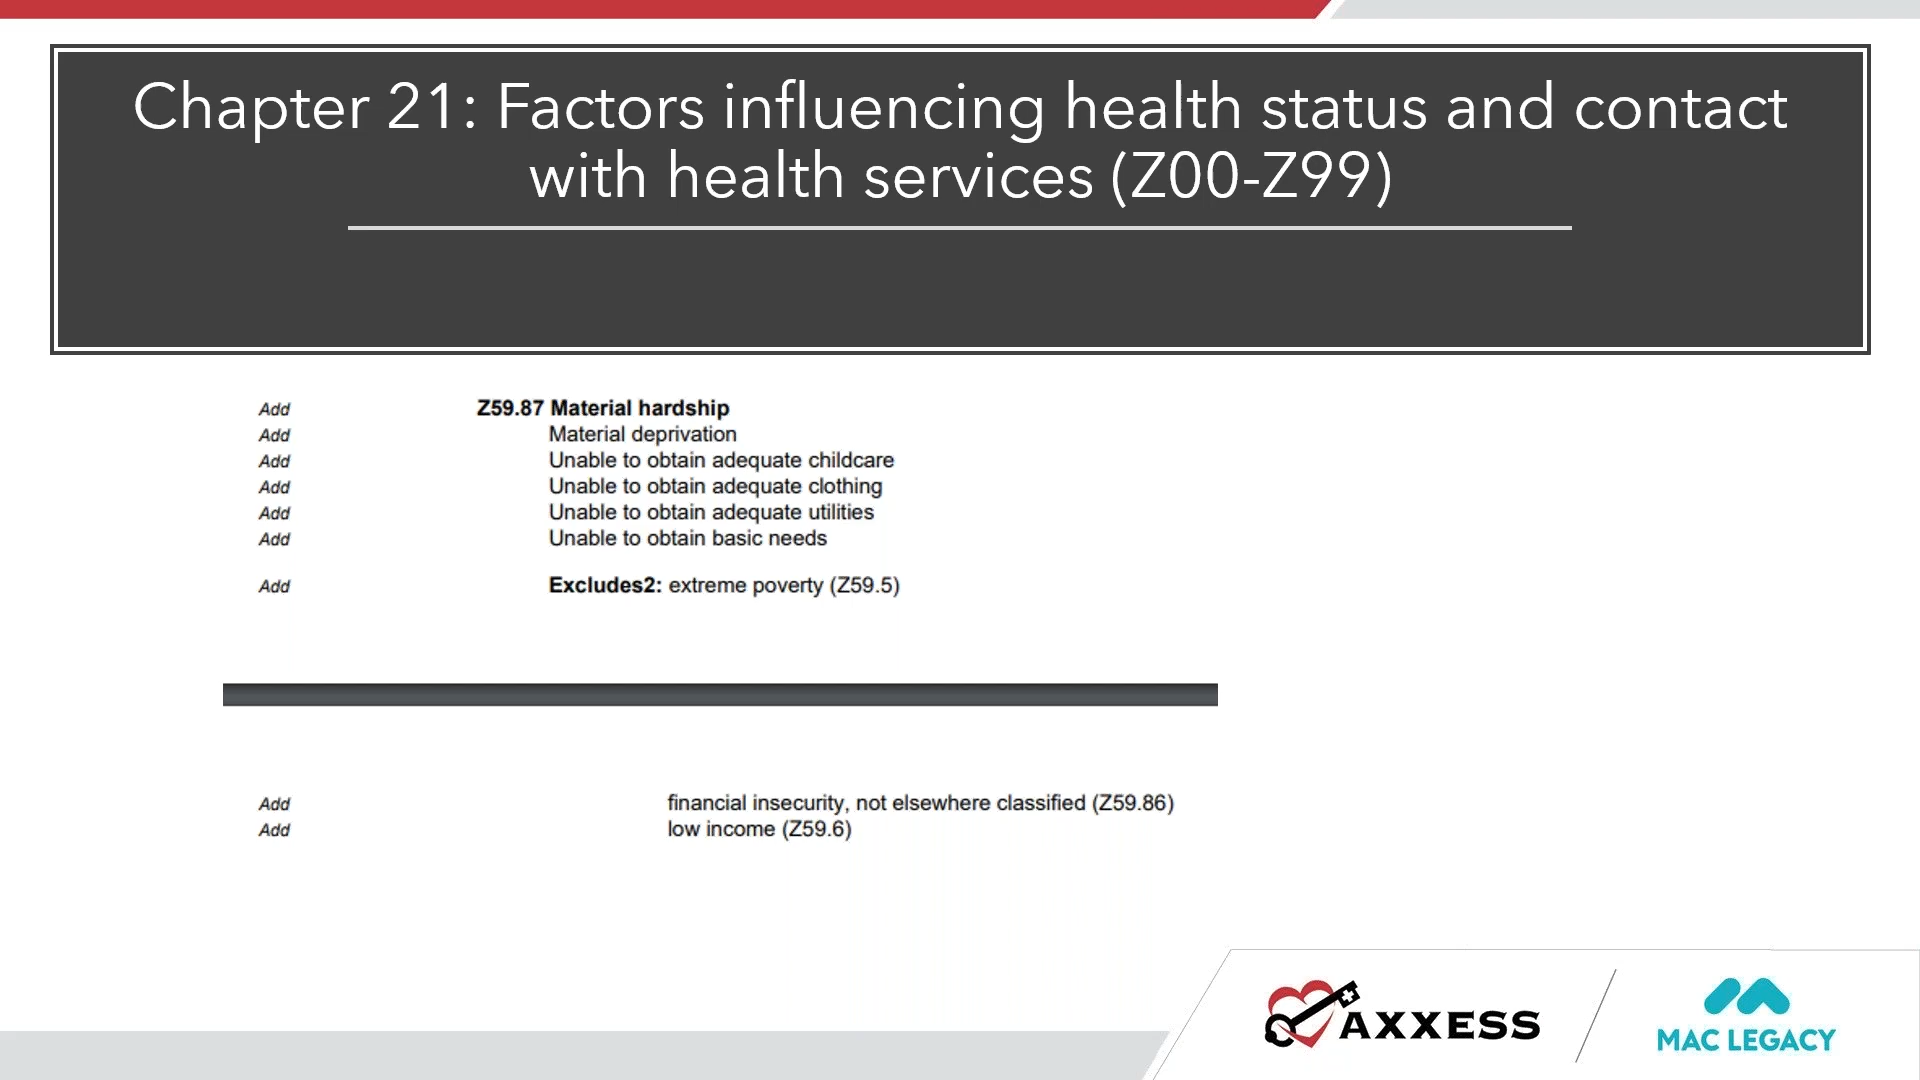 Chapter 21: Factors influencing health status and contact
with health services (Z00-Z99)
Add Z59.87 Material hardship
Add Material deprivation
Add Unable to obtain adequate childcare
Add Unable to obtain adequate clothing
Add Unable to obtain adequate utilities
Add Unable to obtain basic needs
Add Excludes2: extreme poverty (Z59.5)
Add financial insecurity, not elsewhere classified (Z59.86)
Add low income (Z59.6)
AXXESS
MAC LEGACY